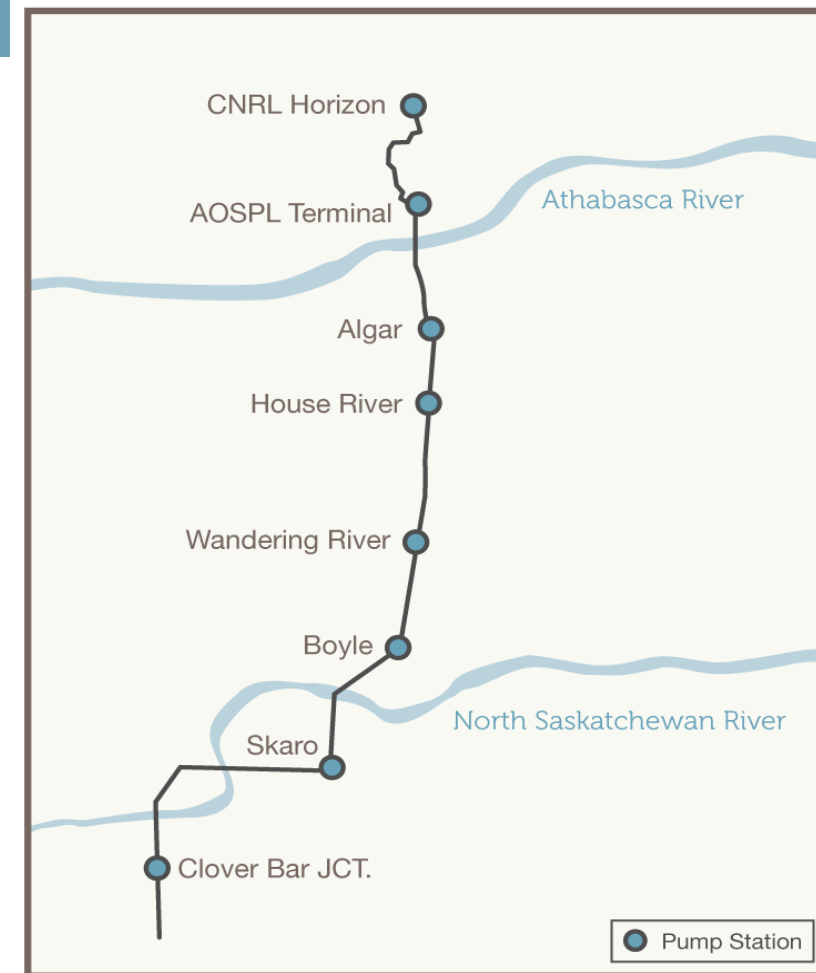 CNRL Horizon
AOSPL Terminal
Athabasca River
Algar
House River
Wandering River
Boyle
North Saskatchewan River
Skaro
Clover Bar JCT.
Pump Station